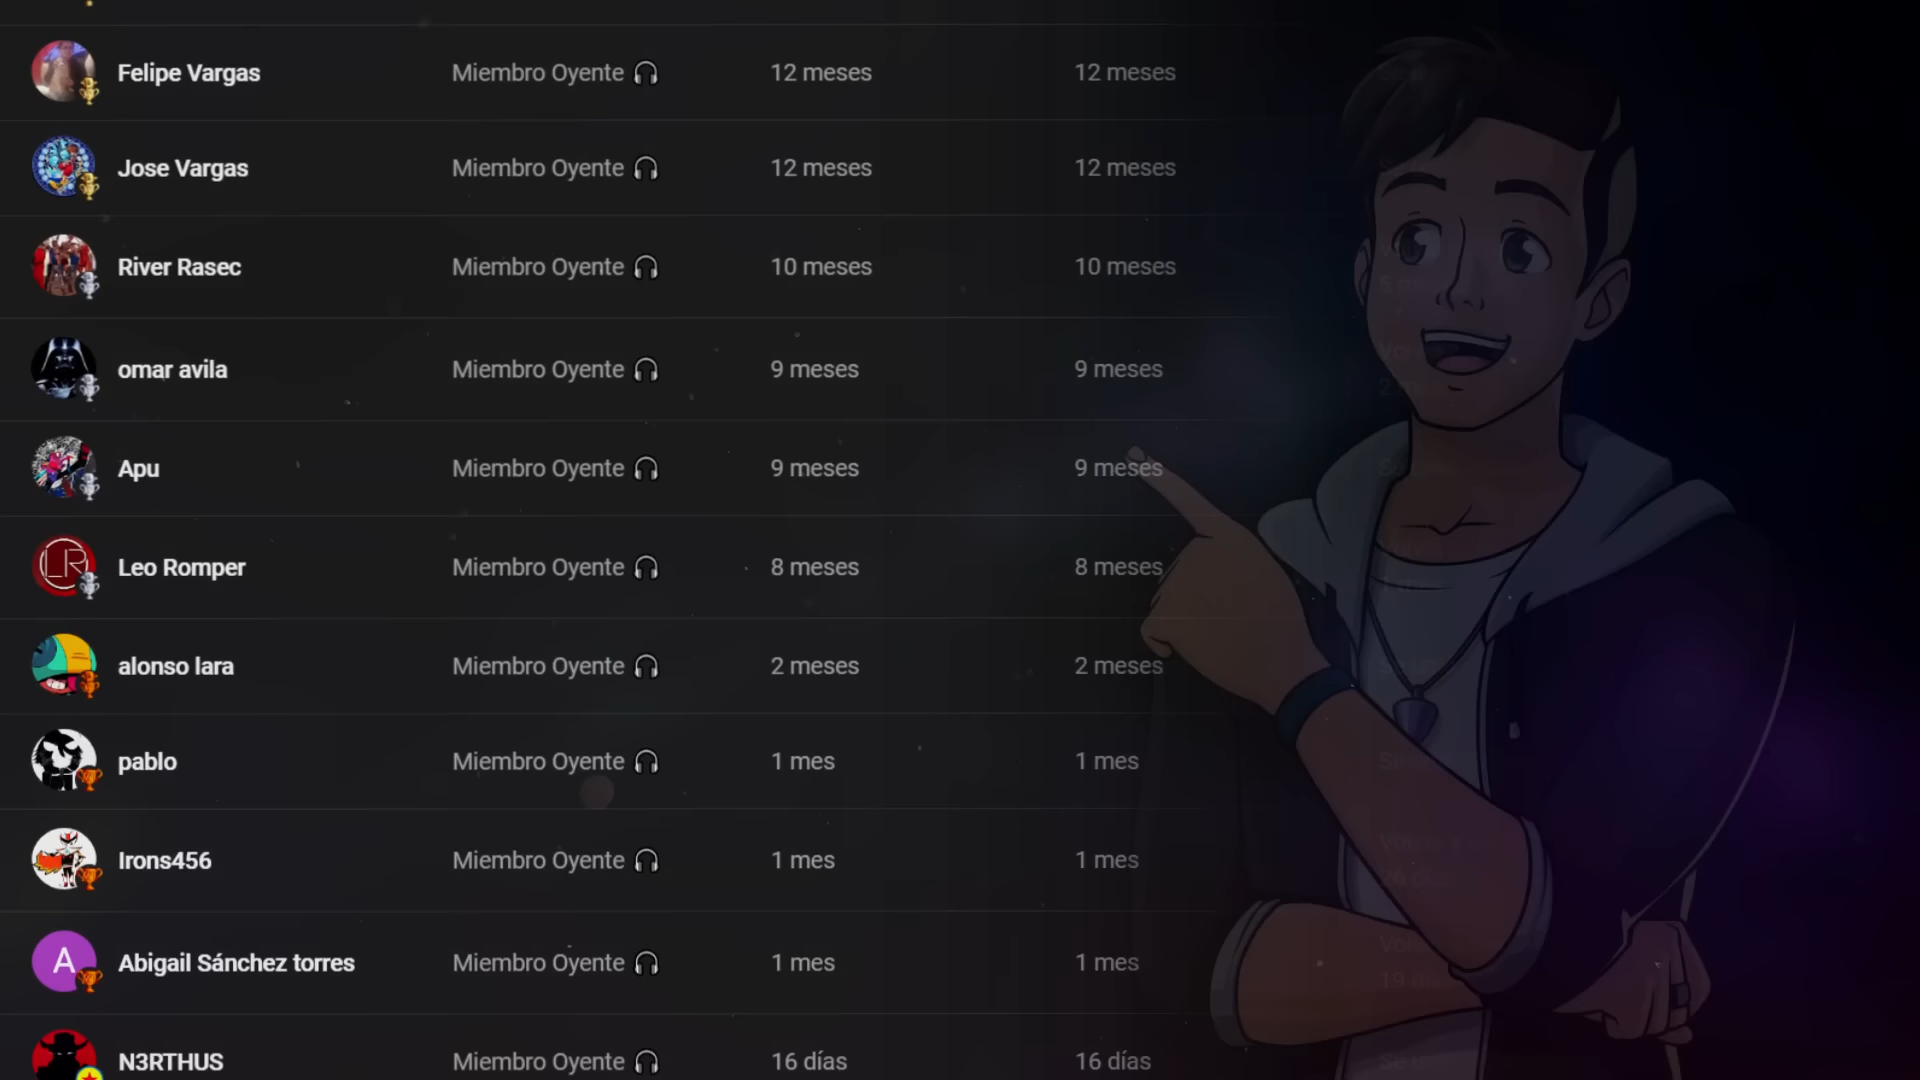 Felipe Vargas Miembro Oyente 12 meses 12 meses
Jose Vargas Miembro Oyente 12 meses 12 meses
River Rasec Miembro Oyente 10 meses 10 meses
omar avila Miembro Oyente 9 meses 9 meses
Apu Miembro Oyente 9 meses 9 meses
LR Leo Romper Miembro Oyente 8 meses 8 meses
alonso lara Miembro Oyente 2 meses 2 meses
pablo Miembro Oyente 1 mes 1 mes
Irons456 Miembro Oyente 1 mes 1 mes
A Abigail Sánchez torres Miembro Oyente 1 mes 1 mes
N3RTHUS Miembro Oyente 16 días 16 días